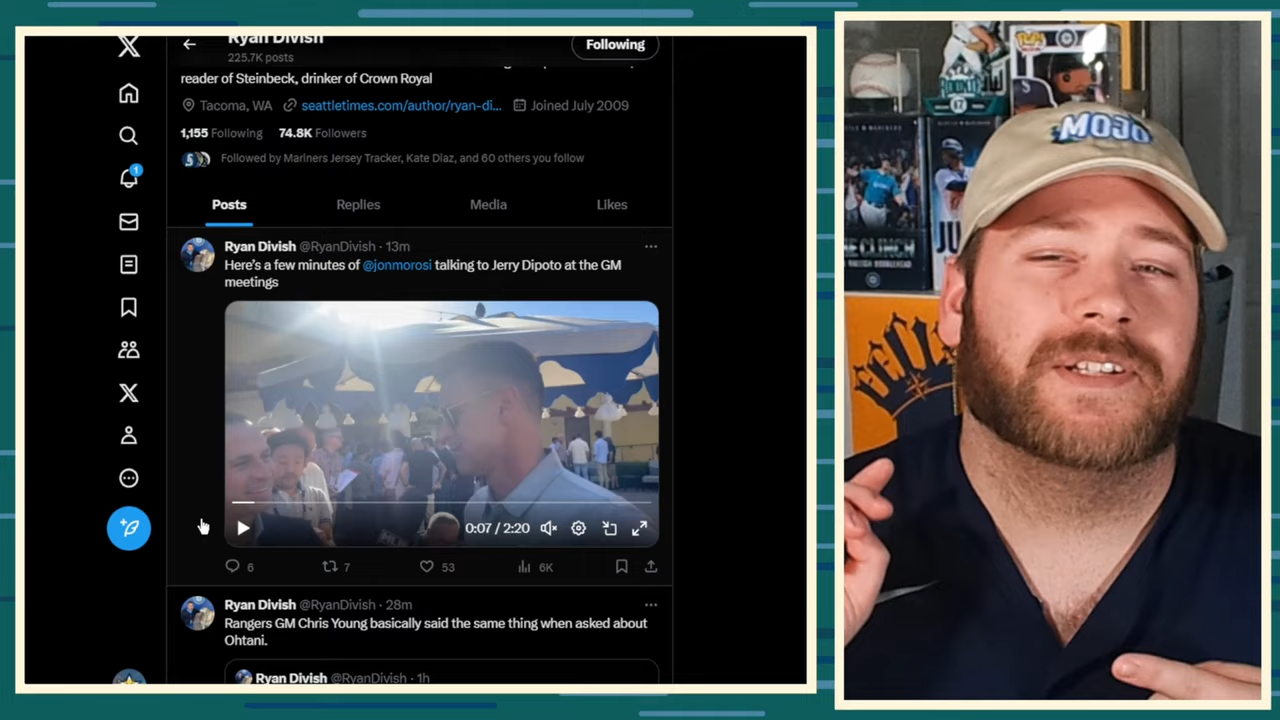 Ryan Divish
225.7K posts
Following
reader of Steinbeck, drinker of Crown Royal
Tacoma, WA seattletimes.com/author/ryan-di... Joined July 2009
1,155 Following 74.8K Followers
Followed by Mariners Jersey Tracker, Kate Diaz, and 60 others you follow
Posts Replies Media Likes
Ryan Divish @RyanDivish · 13m
Here's a few minutes of @jonmorosi talking to Jerry Dipoto at the GM
meetings
0:07 / 2:20
6 7 53 6K
Ryan Divish @RyanDivish · 28m
Rangers GM Chris Young basically said the same thing when asked about
Ohtani.
Ryan Divish @RyanDivish · 1h
1
MOJO
ROOKIE
17
POP!